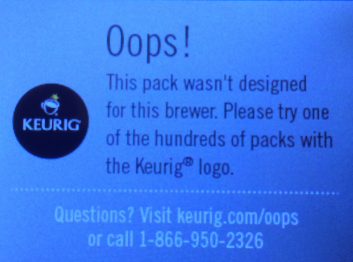 Oops!
This pack wasn't designed
for this brewer. Please try one
of the hundreds of packs with
the Keurig® logo.
KEURIG
Questions? Visit keurig.com/oops
or call 1-866-950-2326